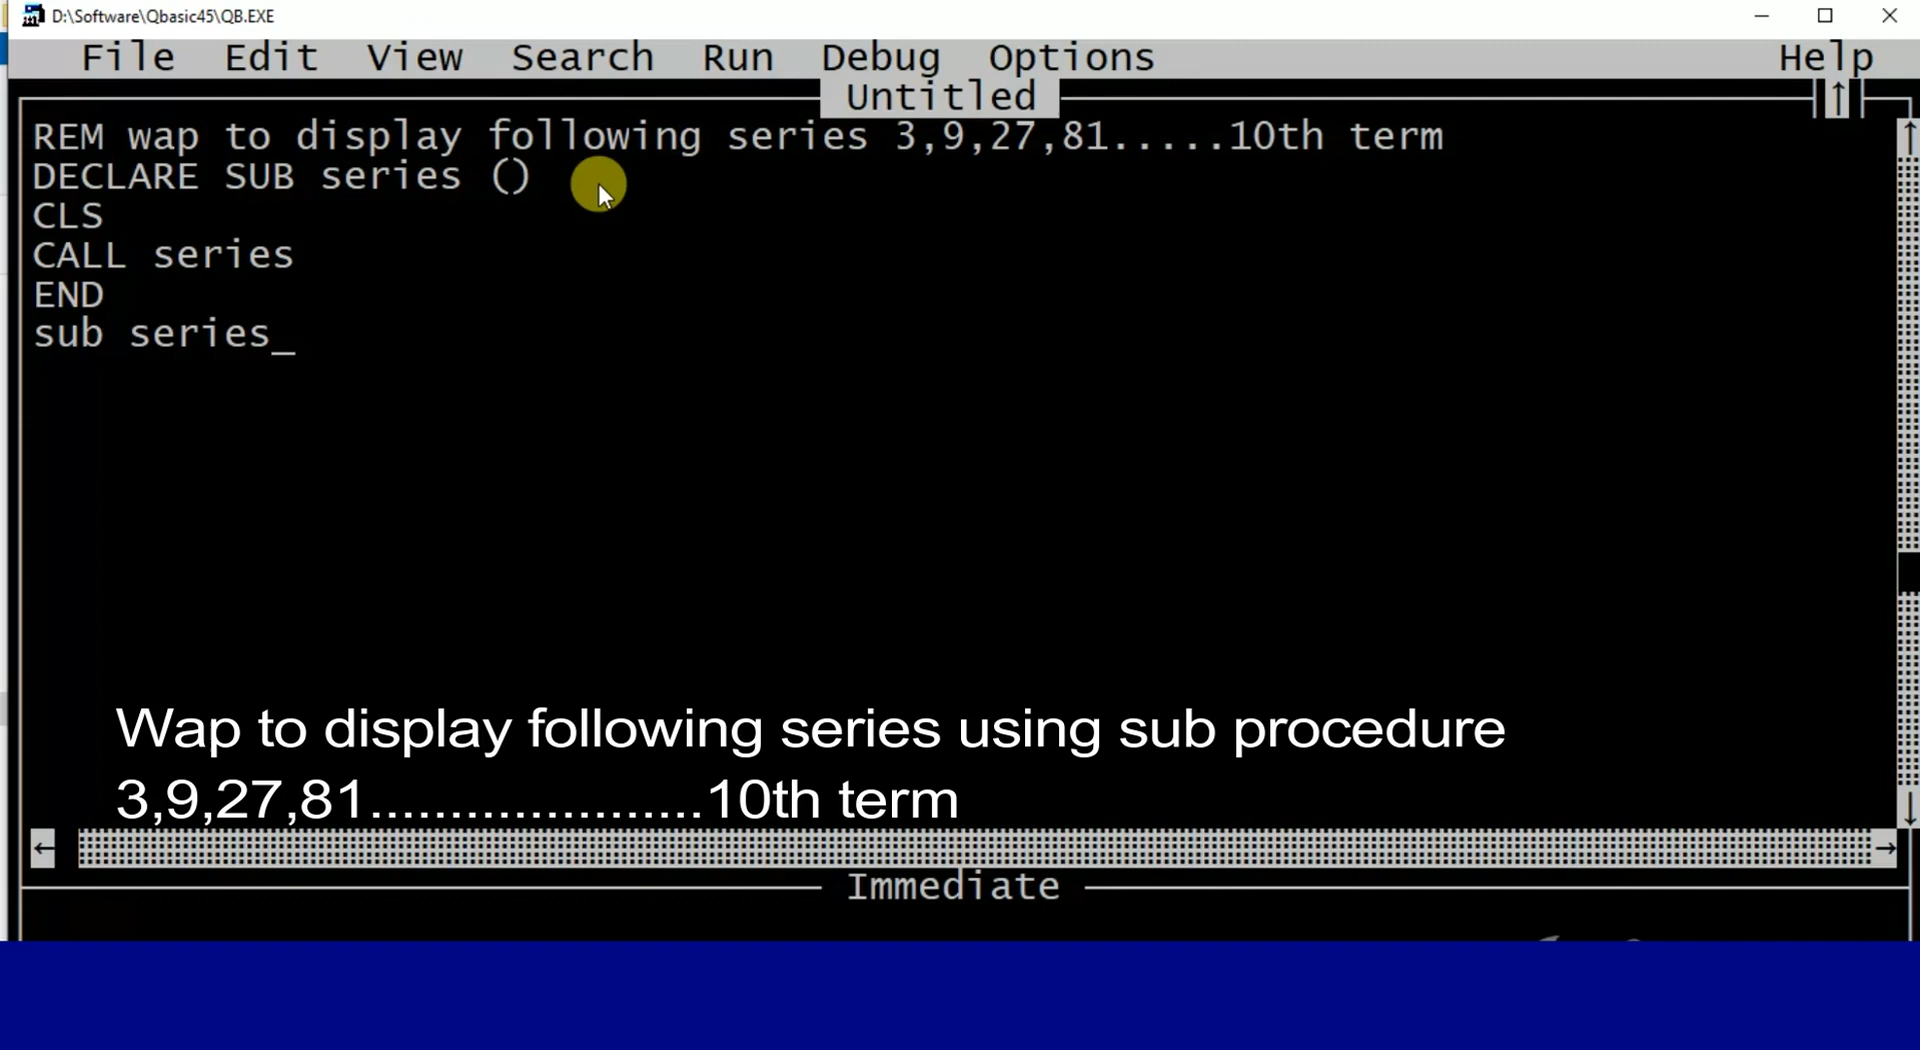 D:\Software\Qbasic45\QB.EXE
File Edit View Search Run Debug Options Help
Untitled
REM wap to display following series 3,9,27,81.....10th term
DECLARE SUB series ()
CLS
CALL series
END
sub series_
Wap to display following series using sub procedure
3,9,27,81.....................10th term
Immediate